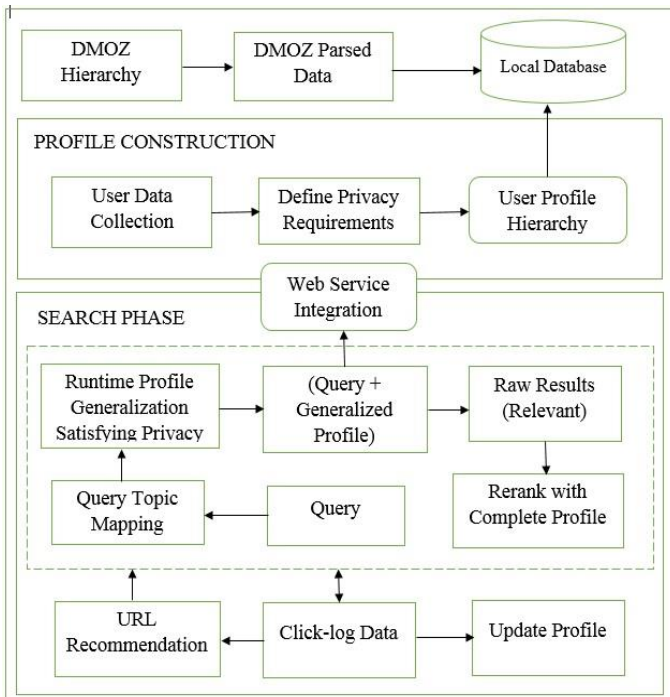 DMOZ
Hierarchy
DMOZ Parsed
Data
Local Database
PROFILE CONSTRUCTION
User Data
Collection
Define Privacy
Requirements
User Profile
Hierarchy
Web Service
Integration
SEARCH PHASE
Runtime Profile
Generalization
Satisfying Privacy
(Query +
Generalized
Profile)
Raw Results
(Relevant)
Query Topic
Mapping
Query
Rerank with
Complete Profile
URL
Recommendation
Click-log Data
Update Profile